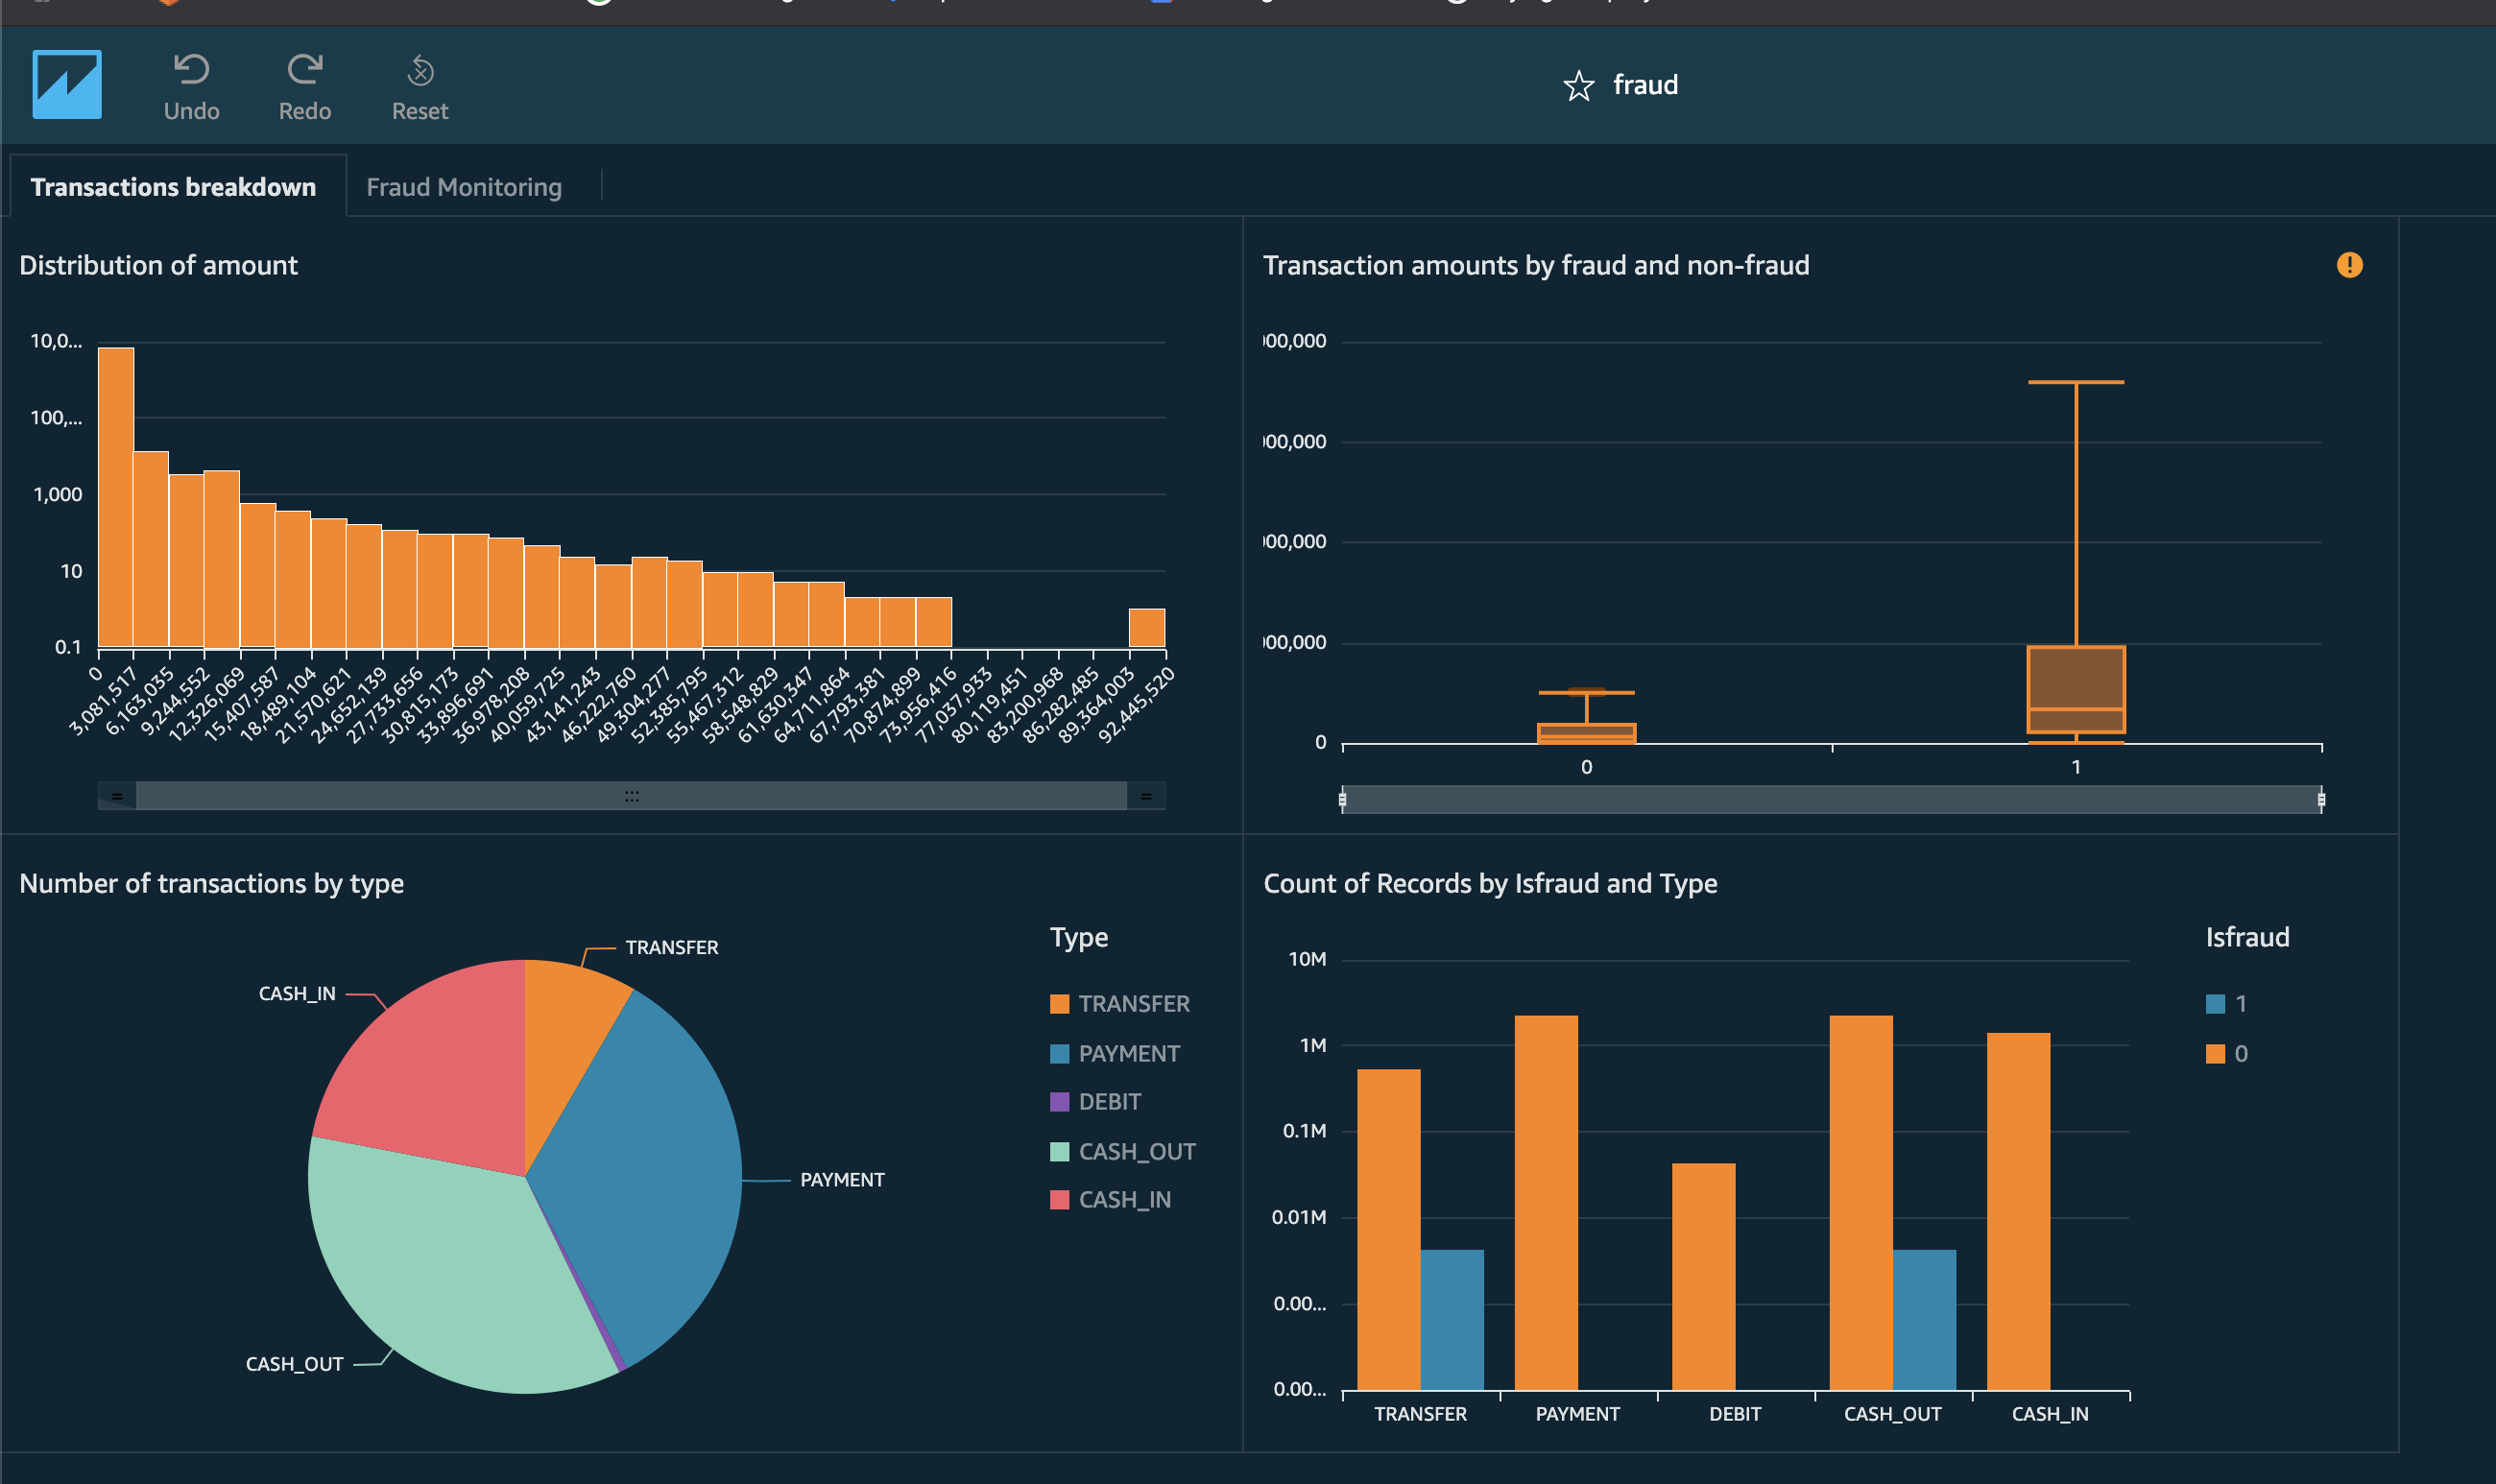 Undo
Redo
Reset
fraud
Transactions breakdown
Fraud Monitoring
Distribution of amount
10,0...
100,...
1,000
10
0.1
0
3,081,517
6,163,035
9,244,552
12,326,069
15,407,587
18,489,104
21,570,621
24,652,139
27,733,656
30,815,173
33,896,691
36,978,208
40,059,725
43,141,243
46,222,760
49,304,277
52,385,795
55,467,312
58,548,829
61,630,347
64,711,864
67,793,381
70,874,899
73,956,416
77,037,933
80,119,451
83,200,968
86,282,485
89,364,003
92,445,520
Transaction amounts by fraud and non-fraud
00,000
00,000
00,000
00,000
0
0
1
Number of transactions by type
TRANSFER
CASH_IN
PAYMENT
CASH_OUT
Type
TRANSFER
PAYMENT
DEBIT
CASH_OUT
CASH_IN
Count of Records by Isfraud and Type
10M
1M
0.1M
0.01M
0.00...
0.00...
TRANSFER
PAYMENT
DEBIT
CASH_OUT
CASH_IN
Isfraud
1
0